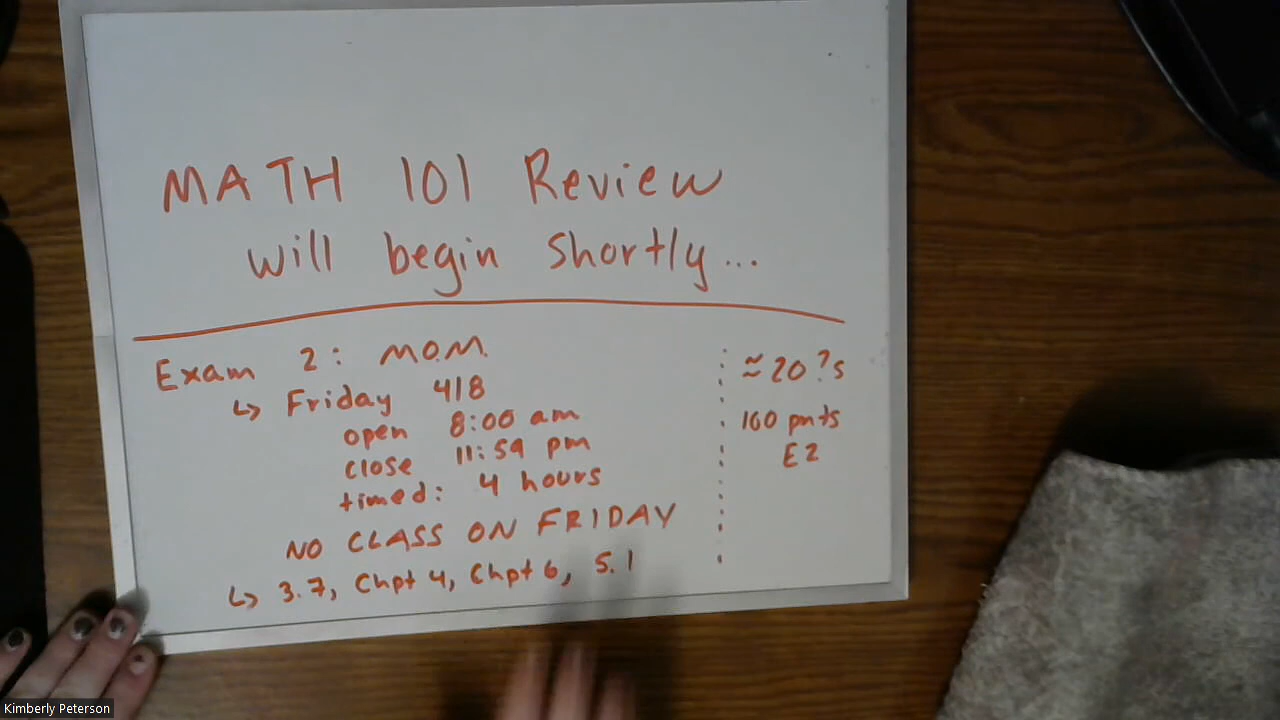 MATH 101 Review
will begin shortly...
Exam 2: M.O.M.
↳ Friday 4/8
open 8:00 am
close 11:59 pm
timed: 4 hours
NO CLASS ON FRIDAY
↳ 3.7, Chpt 4, Chpt 6, 5.1
≈ 20 ?s
100 pnts
E2
Kimberly Peterson